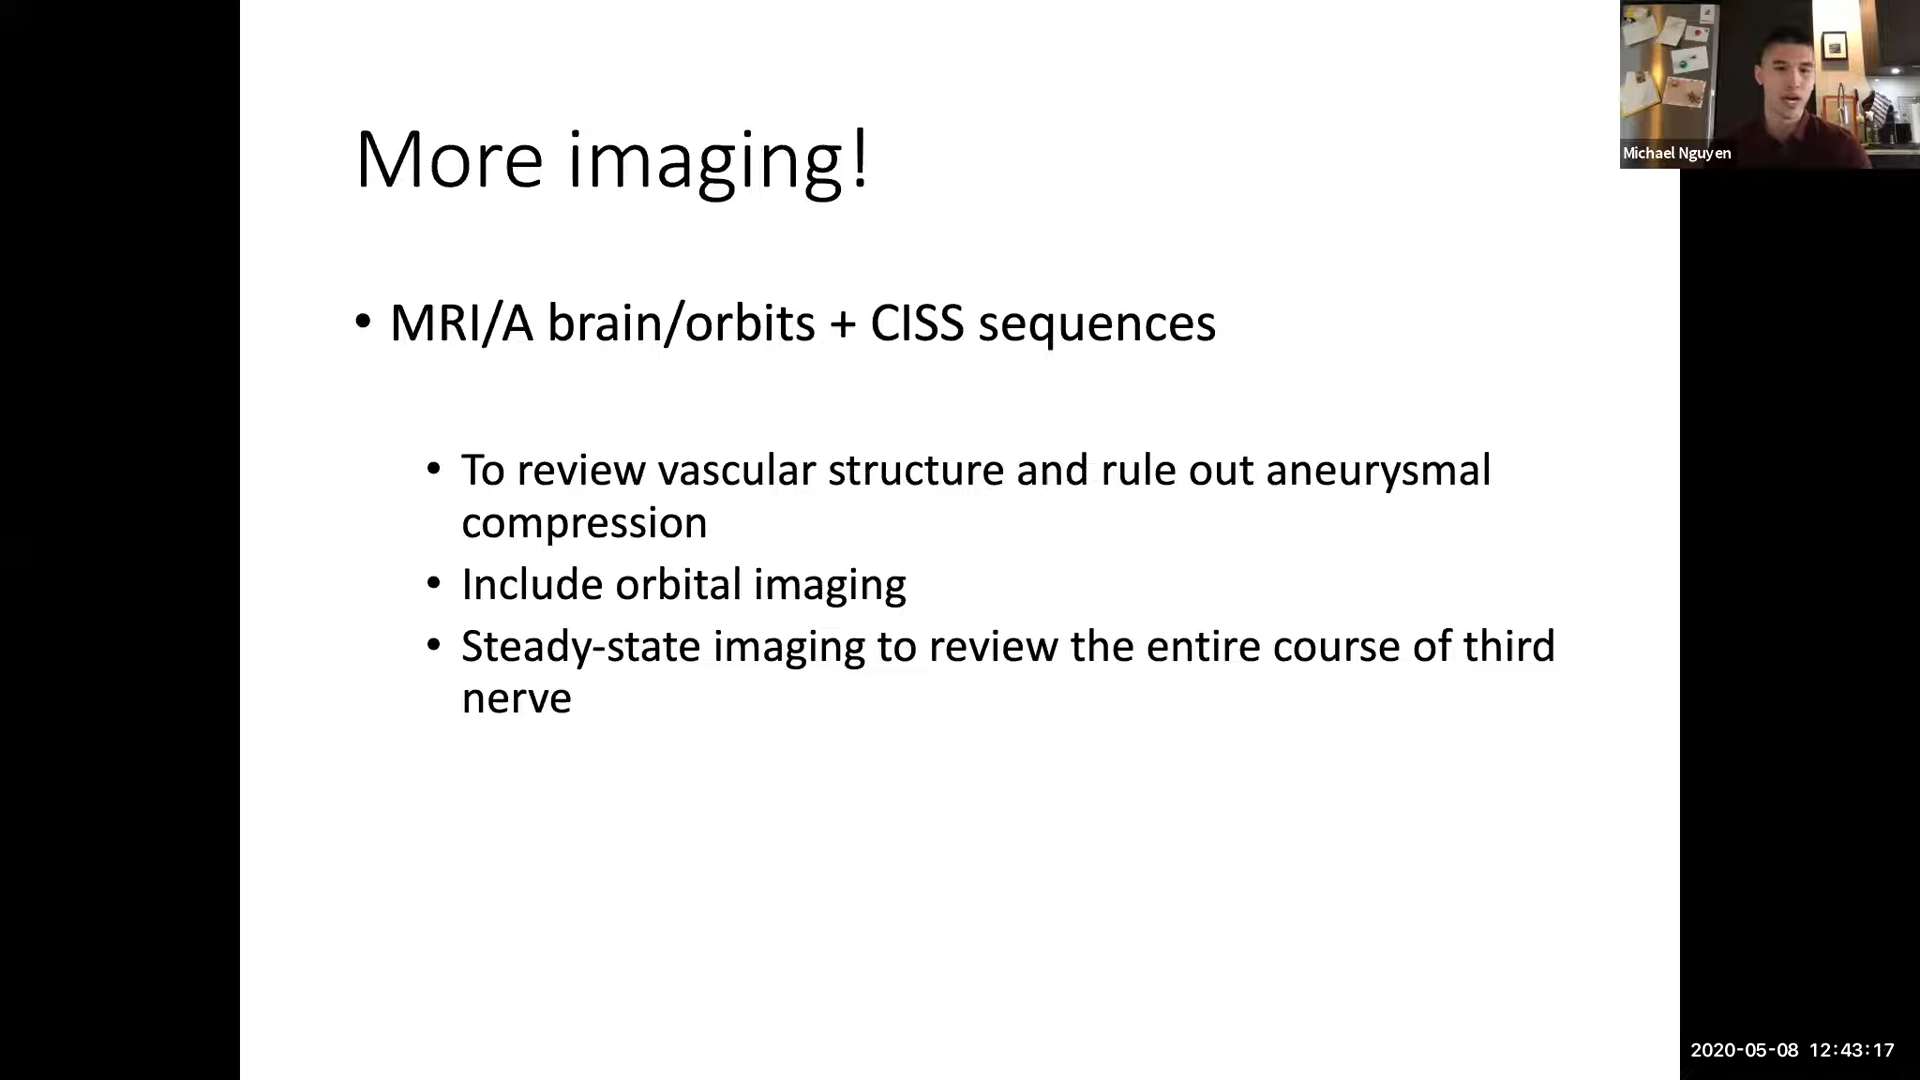 More imaging!
• MRI/A brain/orbits + CISS sequences
• To review vascular structure and rule out aneurysmal
compression
• Include orbital imaging
• Steady-state imaging to review the entire course of third
nerve
Michael Nguyen
2020-05-08 12:43:17